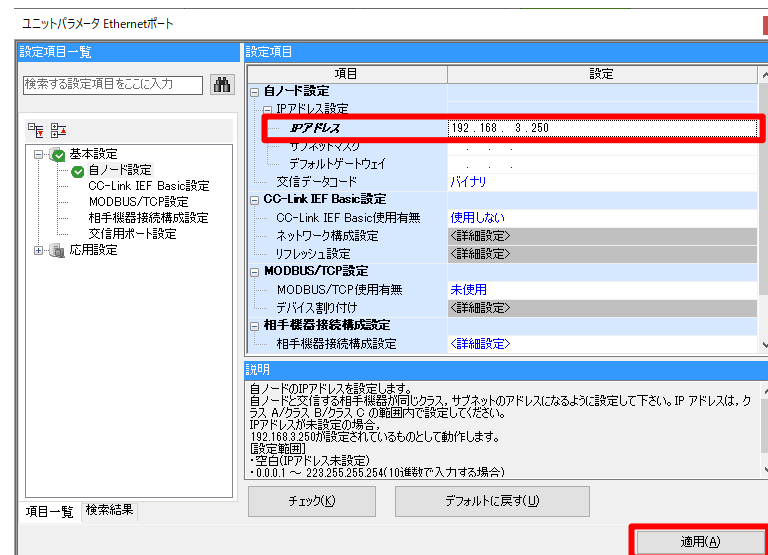 ユニットパラメータ Ethernetポート
設定項目一覧
検索する設定項目をここに入力
基本設定
自ノード設定
CC-Link IEF Basic設定
MODBUS/TCP設定
相手機器接続構成設定
交信用ポート設定
応用設定
項目一覧 検索結果
設定項目
項目 設定
自ノード設定
IPアドレス設定
IPアドレス 192 . 168 . 3 . 250
サブネットマスク . . .
デフォルトゲートウェイ . . .
交信データコード バイナリ
CC-Link IEF Basic設定
CC-Link IEF Basic使用有無 使用しない
ネットワーク構成設定 <詳細設定>
リフレッシュ設定 <詳細設定>
MODBUS/TCP設定
MODBUS/TCP使用有無 未使用
デバイス割り付け <詳細設定>
相手機器接続構成設定
相手機器接続構成設定 <詳細設定>
説明
自ノードのIPアドレスを設定します。
自ノードと交信する相手機器が同じクラス，サブネットのアドレスになるように設定して下さい。IP アドレスは，ク
ラス A/クラス B/クラス C の範囲内で設定してください。
IPアドレスが未設定の場合，
192.168.3.250が設定されているものとして動作します。
[設定範囲]
・空白(IPアドレス未設定)
・0.0.0.1 ～ 223.255.255.254(10進数で入力する場合)
チェック(K) デフォルトに戻す(U)
適用(A)